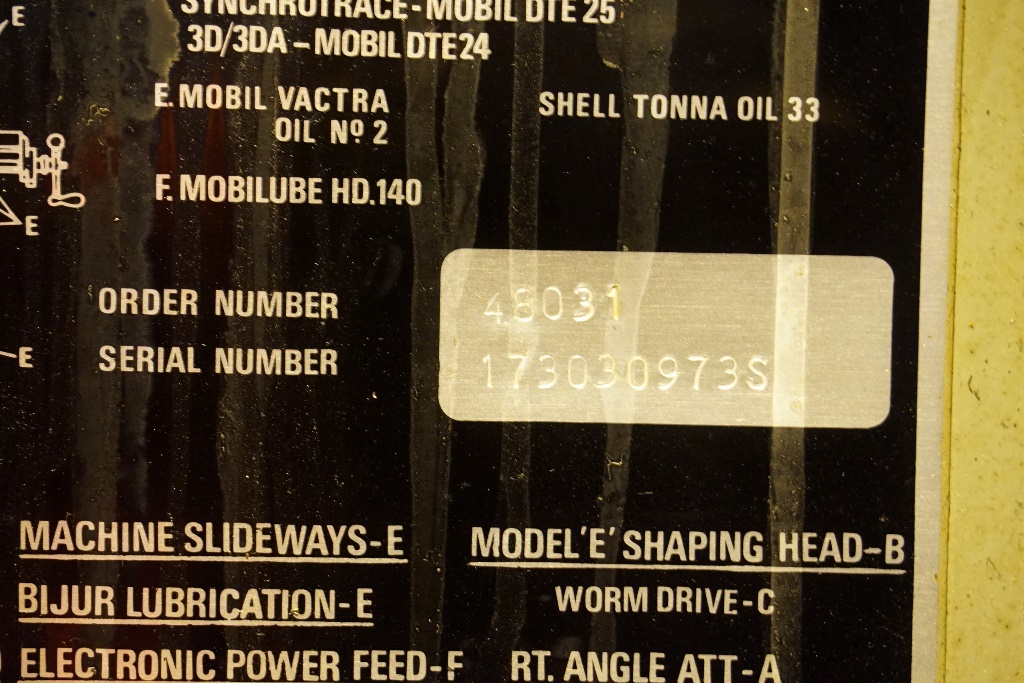 E
SYNCHROTRACE-MOBIL DTE 25
3D/3DA-MOBIL DTE24
E. MOBIL VACTRA OIL Nº 2
SHELL TONNA OIL 33
F. MOBILUBE HD.140
E
ORDER NUMBER 48031
E
SERIAL NUMBER 173030973S
MACHINE SLIDEWAYS-E
MODEL'E' SHAPING HEAD-B
BIJUR LUBRICATION-E
WORM DRIVE-C
ELECTRONIC POWER FEED-F
RT. ANGLE ATT-A